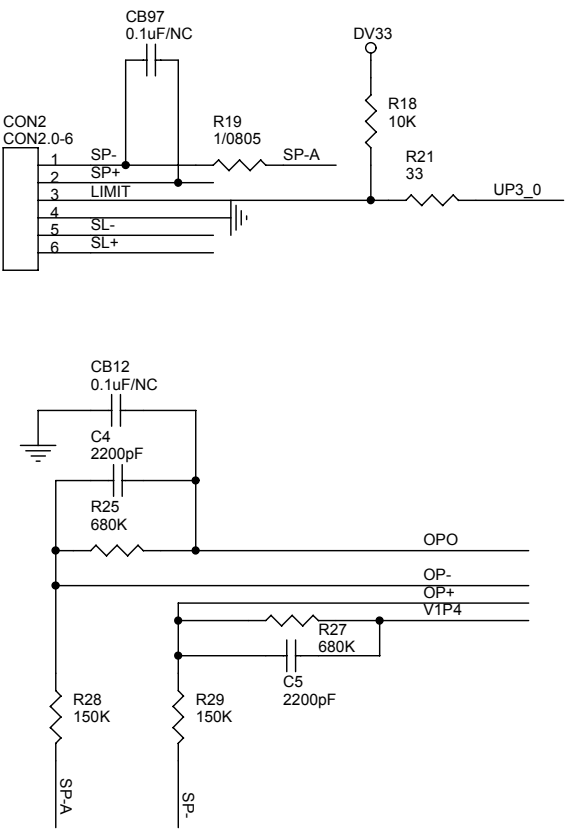 CB97
0.1uF/NC
DV33
R18
10K
CON2
CON2.0-6
R19
1/0805
R21
33
1 SP-
SP-A
2 SP+
3 LIMIT
UP3_0
4
5 SL-
6 SL+
CB12
0.1uF/NC
C4
2200pF
R25
680K
OPO
OP-
OP+
V1P4
R27
680K
C5
2200pF
R28
150K
R29
150K
SP-A
SP-